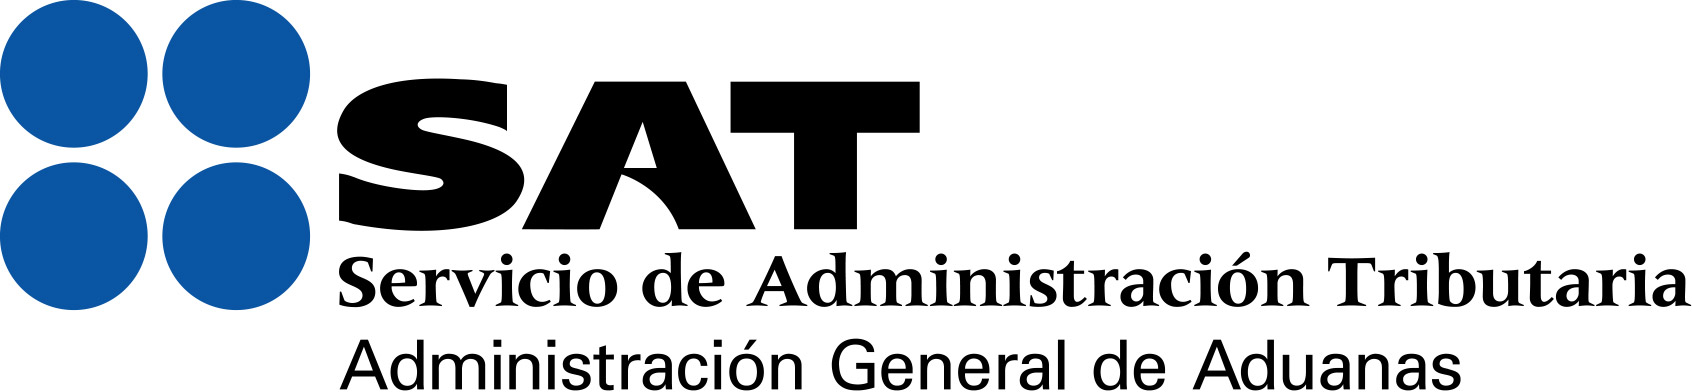 SAT
Servicio de Administración Tributaria
Administración General de Aduanas